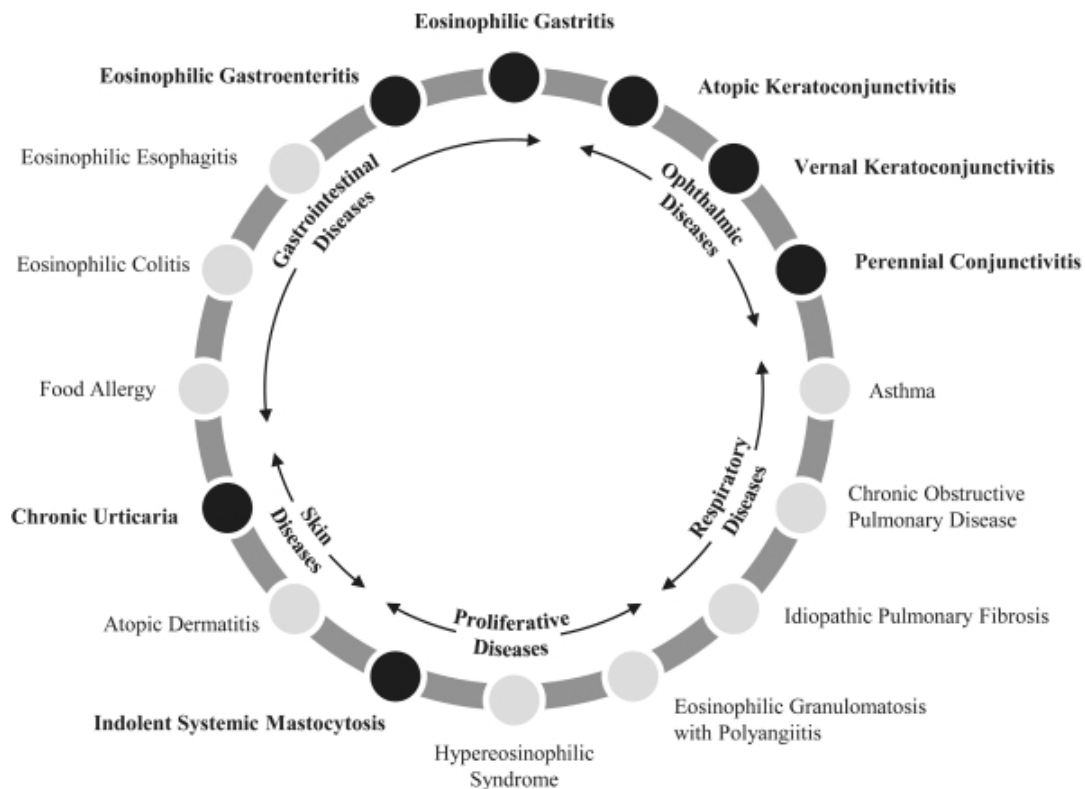 Eosinophilic Gastritis
Eosinophilic Gastroenteritis
Atopic Keratoconjunctivitis
Eosinophilic Esophagitis
Vernal Keratoconjunctivitis
Gastrointestinal
Diseases
Ophthalmic
Diseases
Eosinophilic Colitis
Perennial Conjunctivitis
Food Allergy
Asthma
Chronic Urticaria
Skin
Diseases
Respiratory
Diseases
Chronic Obstructive
Pulmonary Disease
Atopic Dermatitis
Proliferative
Diseases
Idiopathic Pulmonary Fibrosis
Indolent Systemic Mastocytosis
Eosinophilic Granulomatosis
with Polyangiitis
Hypereosinophilic
Syndrome